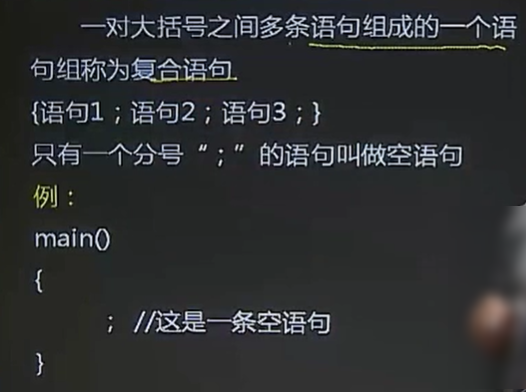 一对大括号之间多条语句组成的一个语
句组称为复合语句
{语句1；语句2；语句3；}
只有一个分号“；”的语句叫做空语句
例：
main()
{
； //这是一条空语句
}